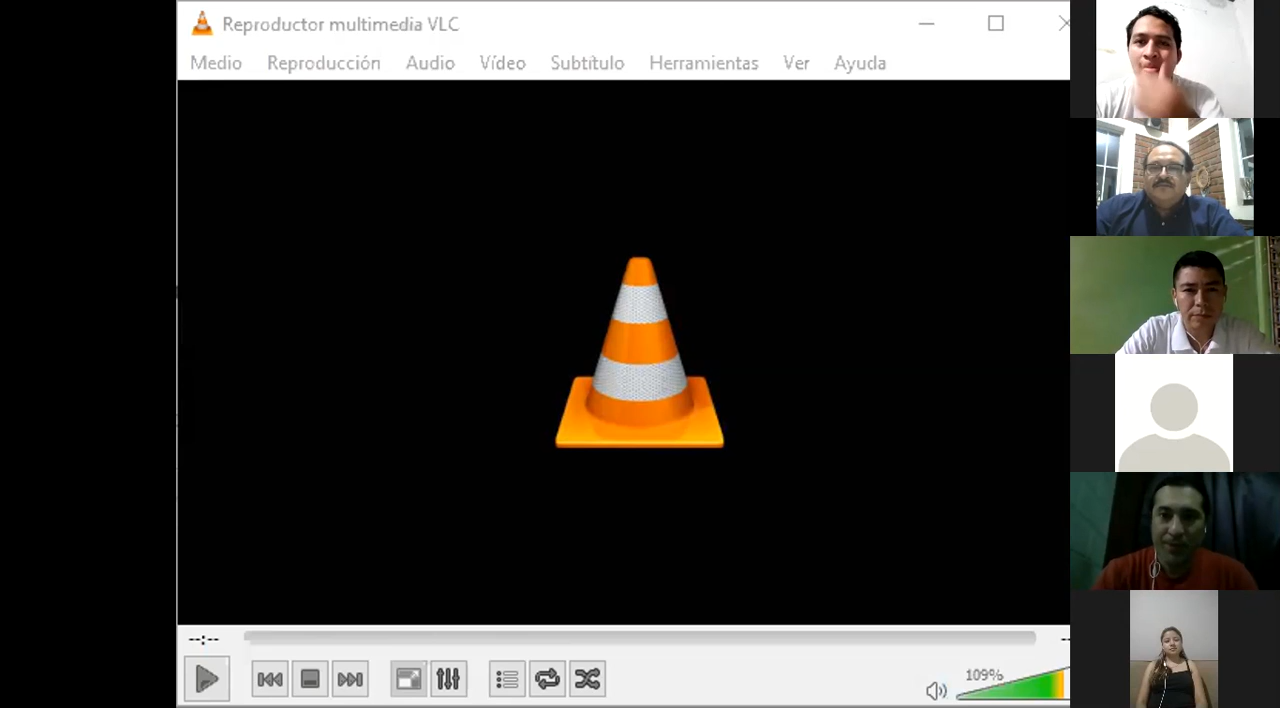 Reproductor multimedia VLC
Medio Reproducción Audio Vídeo Subtítulo Herramientas Ver Ayuda
--:-- --
109%